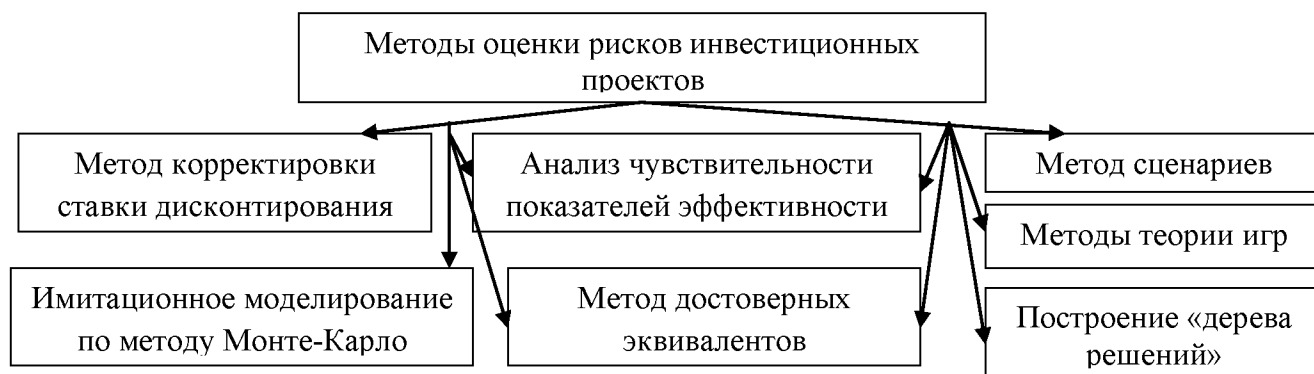 Методы оценки рисков инвестиционных
проектов
Метод корректировки
ставки дисконтирования
Анализ чувствительности
показателей эффективности
Метод сценариев
Методы теории игр
Имитационное моделирование
по методу Монте-Карло
Метод достоверных
эквивалентов
Построение «дерева
решений»